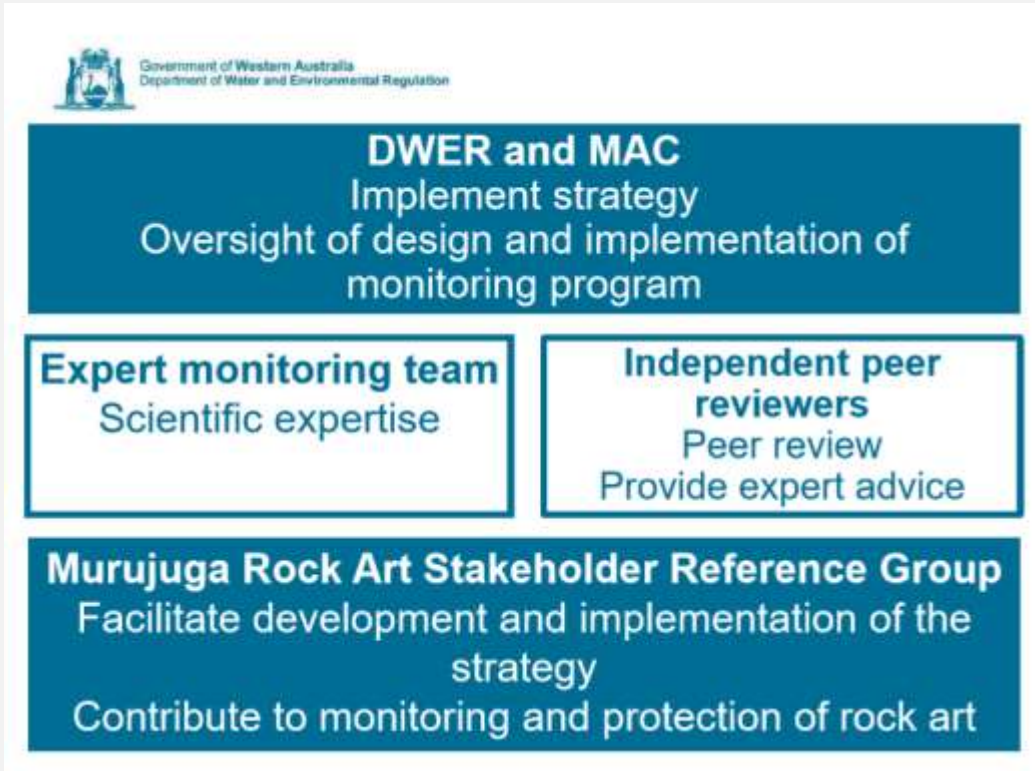 Government of Western Australia
Department of Water and Environmental Regulation
DWER and MAC
Implement strategy
Oversight of design and implementation of
monitoring program
Expert monitoring team
Scientific expertise
Independent peer
reviewers
Peer review
Provide expert advice
Murujuga Rock Art Stakeholder Reference Group
Facilitate development and implementation of the
strategy
Contribute to monitoring and protection of rock art